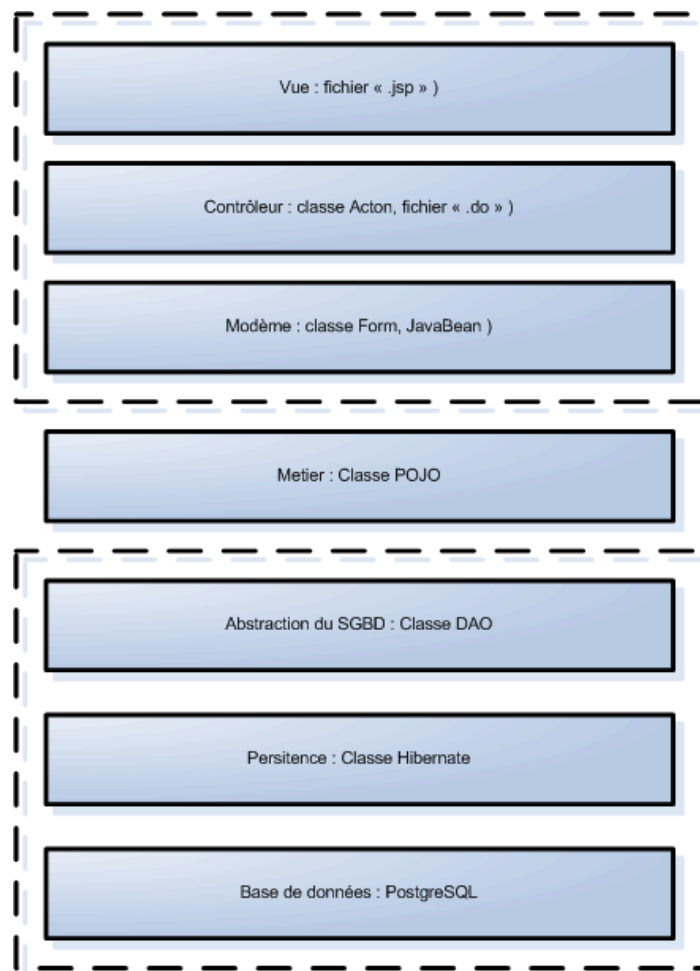 Vue : fichier « .jsp » )
Contrôleur : classe Acton, fichier « .do » )
Modème : classe Form, JavaBean )
Metier : Classe POJO
Abstraction du SGBD : Classe DAO
Persitence : Classe Hibernate
Base de données : PostgreSQL